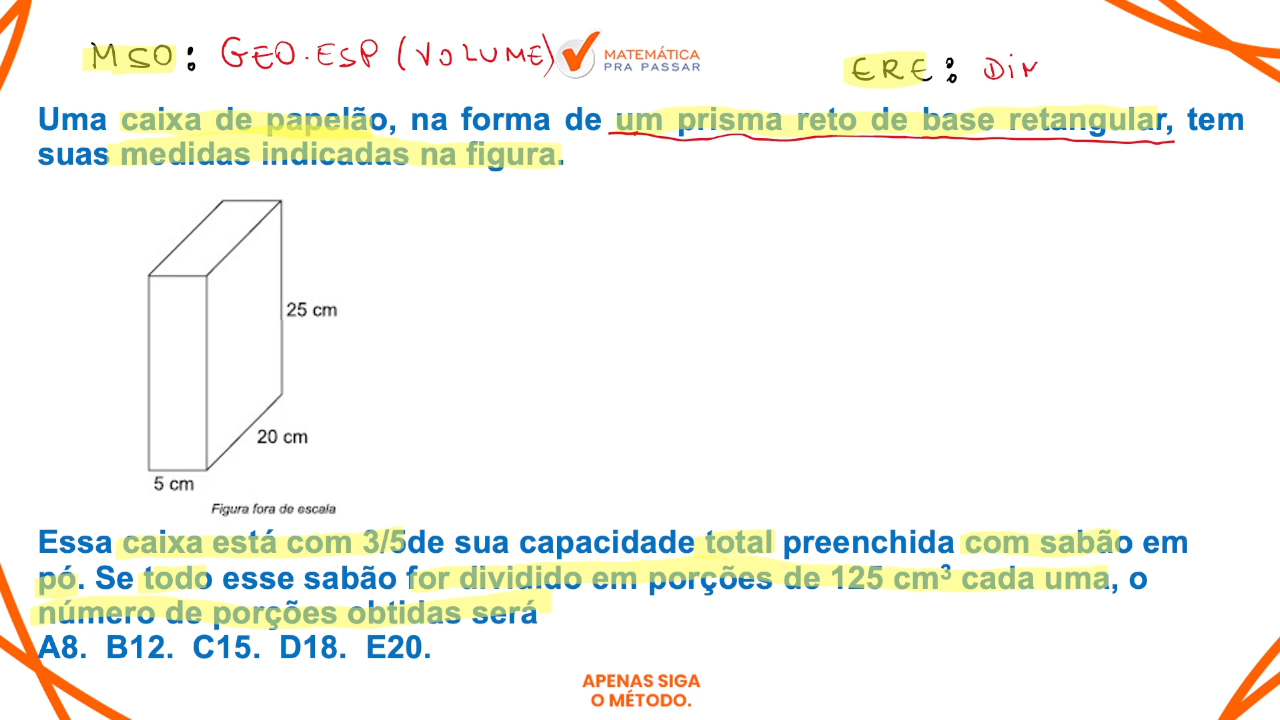 MSO: GEO.ESP (VOLUME)
MATEMÁTICA
PRA PASSAR
ERE: DIM
Uma caixa de papelão, na forma de um prisma reto de base retangular, tem
suas medidas indicadas na figura.
25 cm
20 cm
5 cm
Figura fora de escala
Essa caixa está com 3/5de sua capacidade total preenchida com sabão em
pó. Se todo esse sabão for dividido em porções de 125 cm³ cada uma, o
número de porções obtidas será
A8. B12. C15. D18. E20.
APENAS SIGA
O MÉTODO.